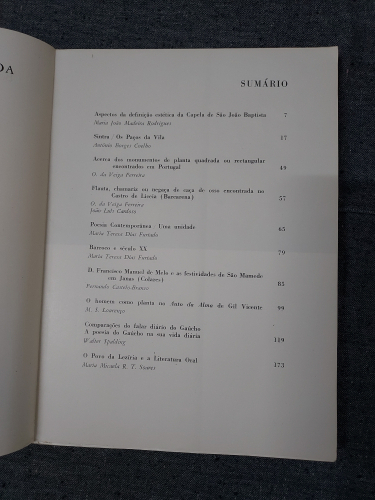 DA
SUMÁRIO
Aspectos da definição estética da Capela de São João Baptista 7
Maria João Madeira Rodrigues
Sintra Os Paços da Vila 17
António Borges Coelho
Acerca dos monumentos de planta quadrada ou rectangular
encontrados em Portugal 49
O. da Veiga Ferreira
Flauta, chamariz ou negaça de caça de osso encontrada no
Castro de Liceia (Barcarena) 57
O. da Veiga Ferreira
João Luís Cardoso
Poesia Contemporânea Uma unidade 65
Maria Teresa Dias Furtado
Barroco e século XX 79
Maria Teresa Dias Furtado
D. Francisco Manuel de Melo e as festividades de São Mamede
em Janas (Colares) 83
Fernando Castelo-Branco
O homem como planta no Auto da Alma de Gil Vicente 99
M. I. Lourenço
Comparações do falar diário do Gaúcho
A poesia do Gaúcho na sua vida diária 119
Walter Spalding
O Povo da Lezíria e a Literatura Oral 173
Maria Micaela R. T. Soares